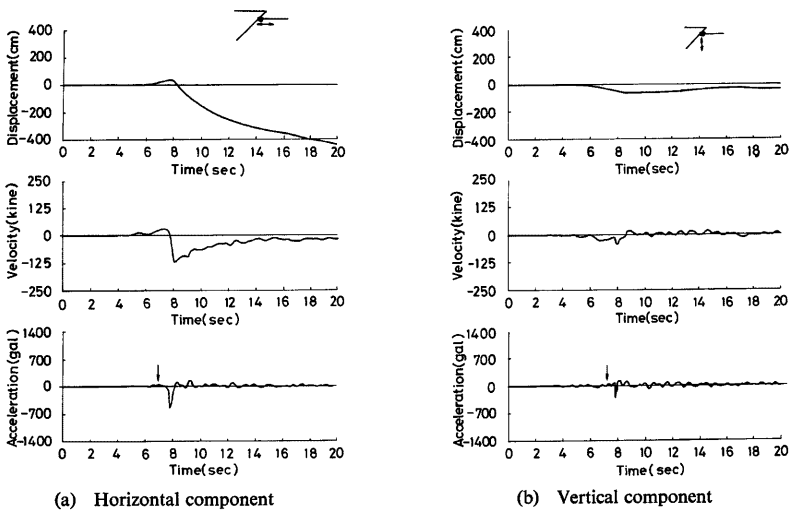 400
200
0
-200
-400
Displacement(cm)
0 2 4 6 8 10 12 14 16 18 20
Time(sec)
250
125
0
-125
-250
Velocity(kine)
0 2 4 6 8 10 12 14 16 18 20
Time(sec)
1400
700
0
-700
-1400
Acceleration(gal)
0 2 4 6 8 10 12 14 16 18 20
Time(sec)
(a) Horizontal component
400
200
0
-200
-400
Displacement(cm)
0 2 4 6 8 10 12 14 16 18 20
Time(sec)
250
125
0
-125
-250
Velocity(kine)
0 2 4 6 8 10 12 14 16 18 20
Time(sec)
1400
700
0
-700
-1400
Acceleration(gal)
0 2 4 6 8 10 12 14 16 18 20
Time(sec)
(b) Vertical component